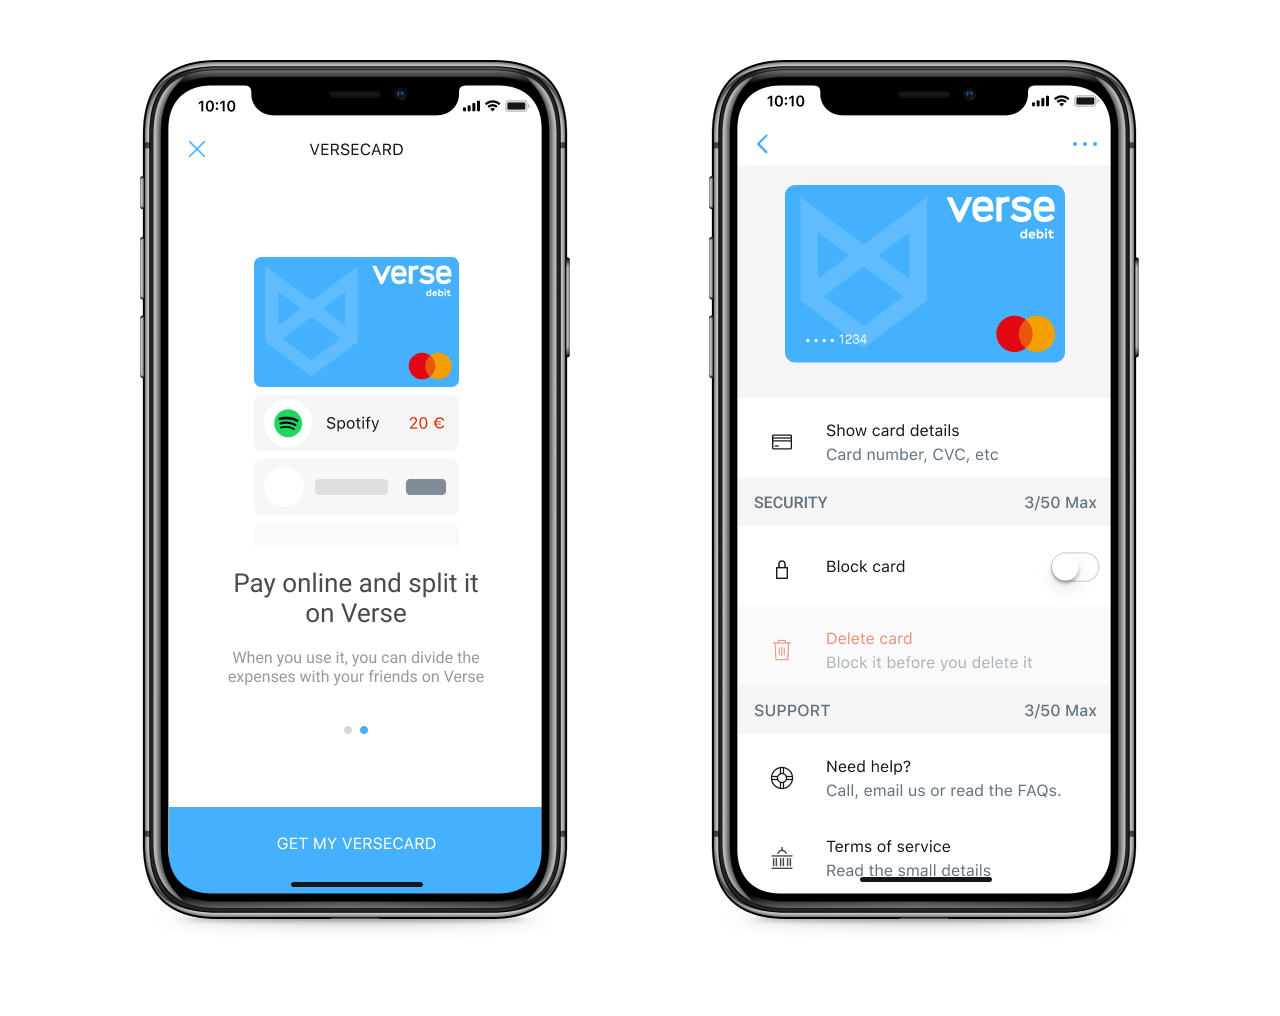 10:10
VERSECARD
verse
debit
Spotify 20 €
Pay online and split it
on Verse
When you use it, you can divide the
expenses with your friends on Verse
GET MY VERSECARD
10:10
verse
debit
•••• 1234
Show card details
Card number, CVC, etc
SECURITY 3/50 Max
Block card
Delete card
Block it before you delete it
SUPPORT 3/50 Max
Need help?
Call, email us or read the FAQs.
Terms of service
Read the small details